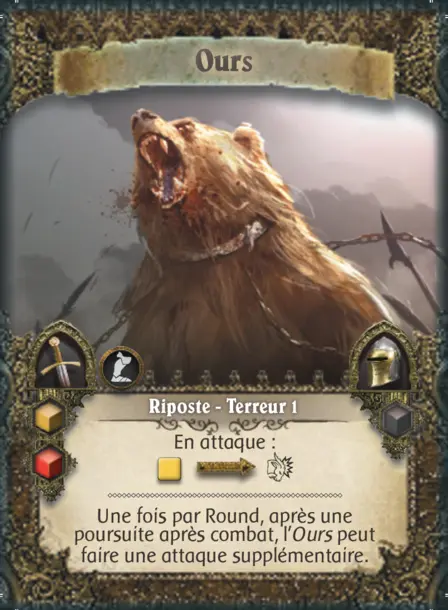 Ours
Riposte - Terreur 1
En attaque :
Une fois par Round, après une
poursuite après combat, l'Ours peut
faire une attaque supplémentaire.